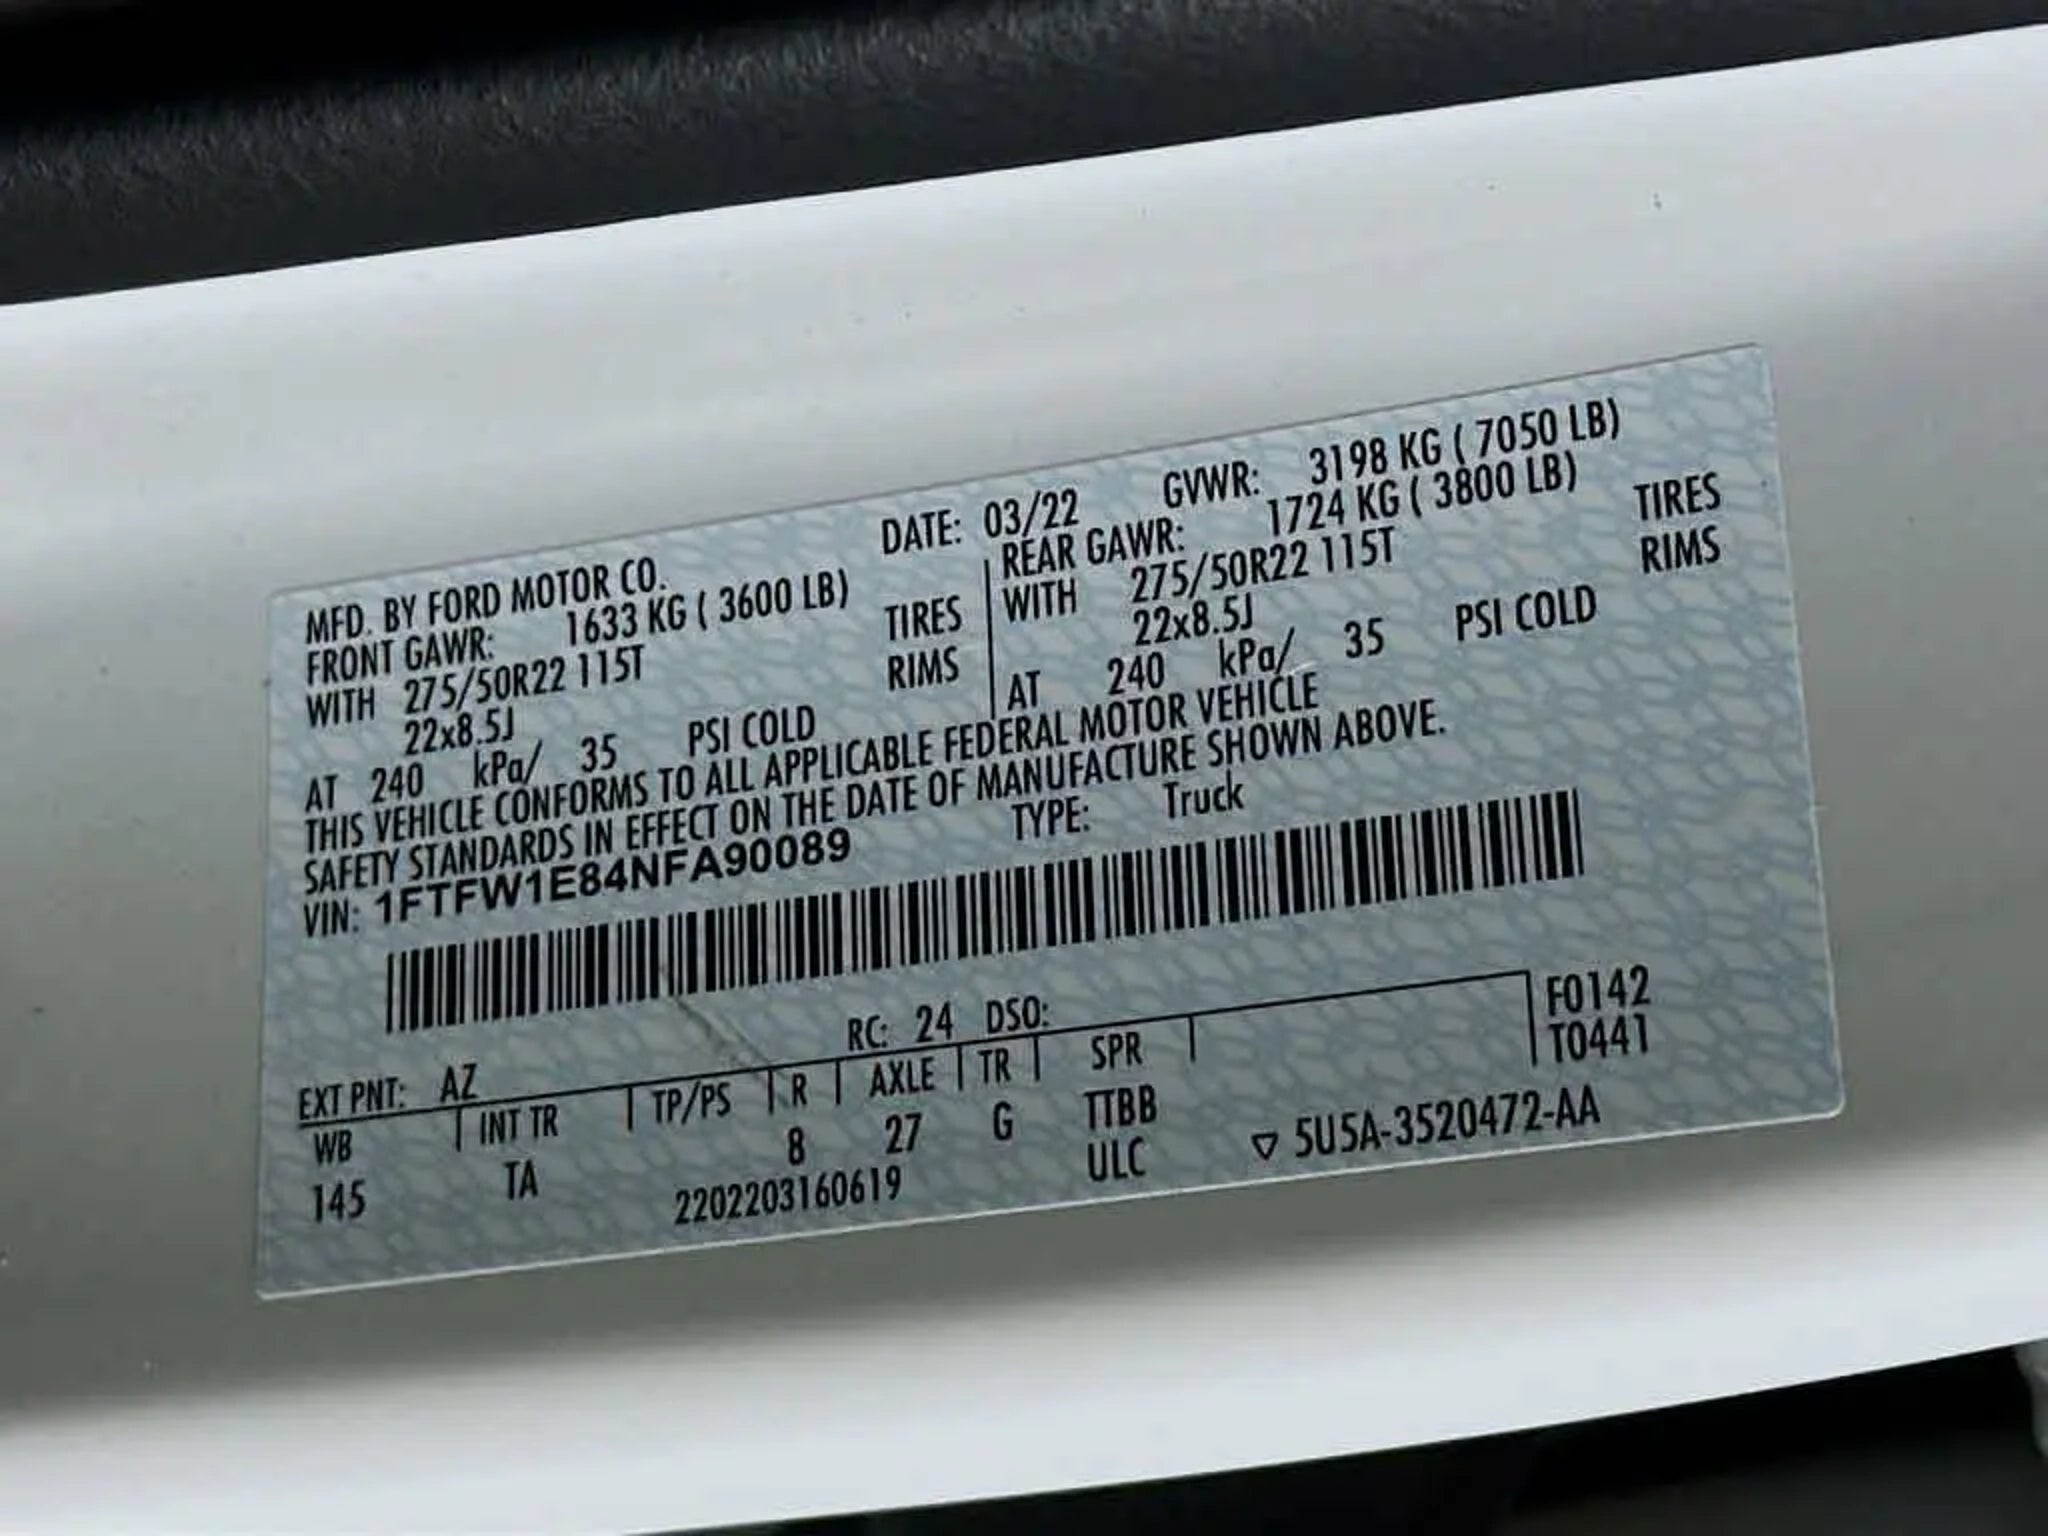 MFD. BY FORD MOTOR CO. DATE: 03/22 GVWR: 3198 KG ( 7050 LB)
FRONT GAWR: 1633 KG ( 3600 LB) REAR GAWR: 1724 KG ( 3800 LB)
WITH 275/50R22 115T TIRES WITH 275/50R22 115T TIRES
22x8.5J RIMS 22x8.5J RIMS
AT 240 kPa/ 35 PSI COLD AT 240 kPa/ 35 PSI COLD
THIS VEHICLE CONFORMS TO ALL APPLICABLE FEDERAL MOTOR VEHICLE
SAFETY STANDARDS IN EFFECT ON THE DATE OF MANUFACTURE SHOWN ABOVE.
VIN: 1FTFW1E84NFA90089 TYPE: Truck
F0142
EXT PNT: AZ RC: 24 DSO: T0441
WB INT TR TP/PS R AXLE TR SPR
145 TA 8 27 G TTBB
2202203160619 ULC ▽ 5U5A-3520472-AA